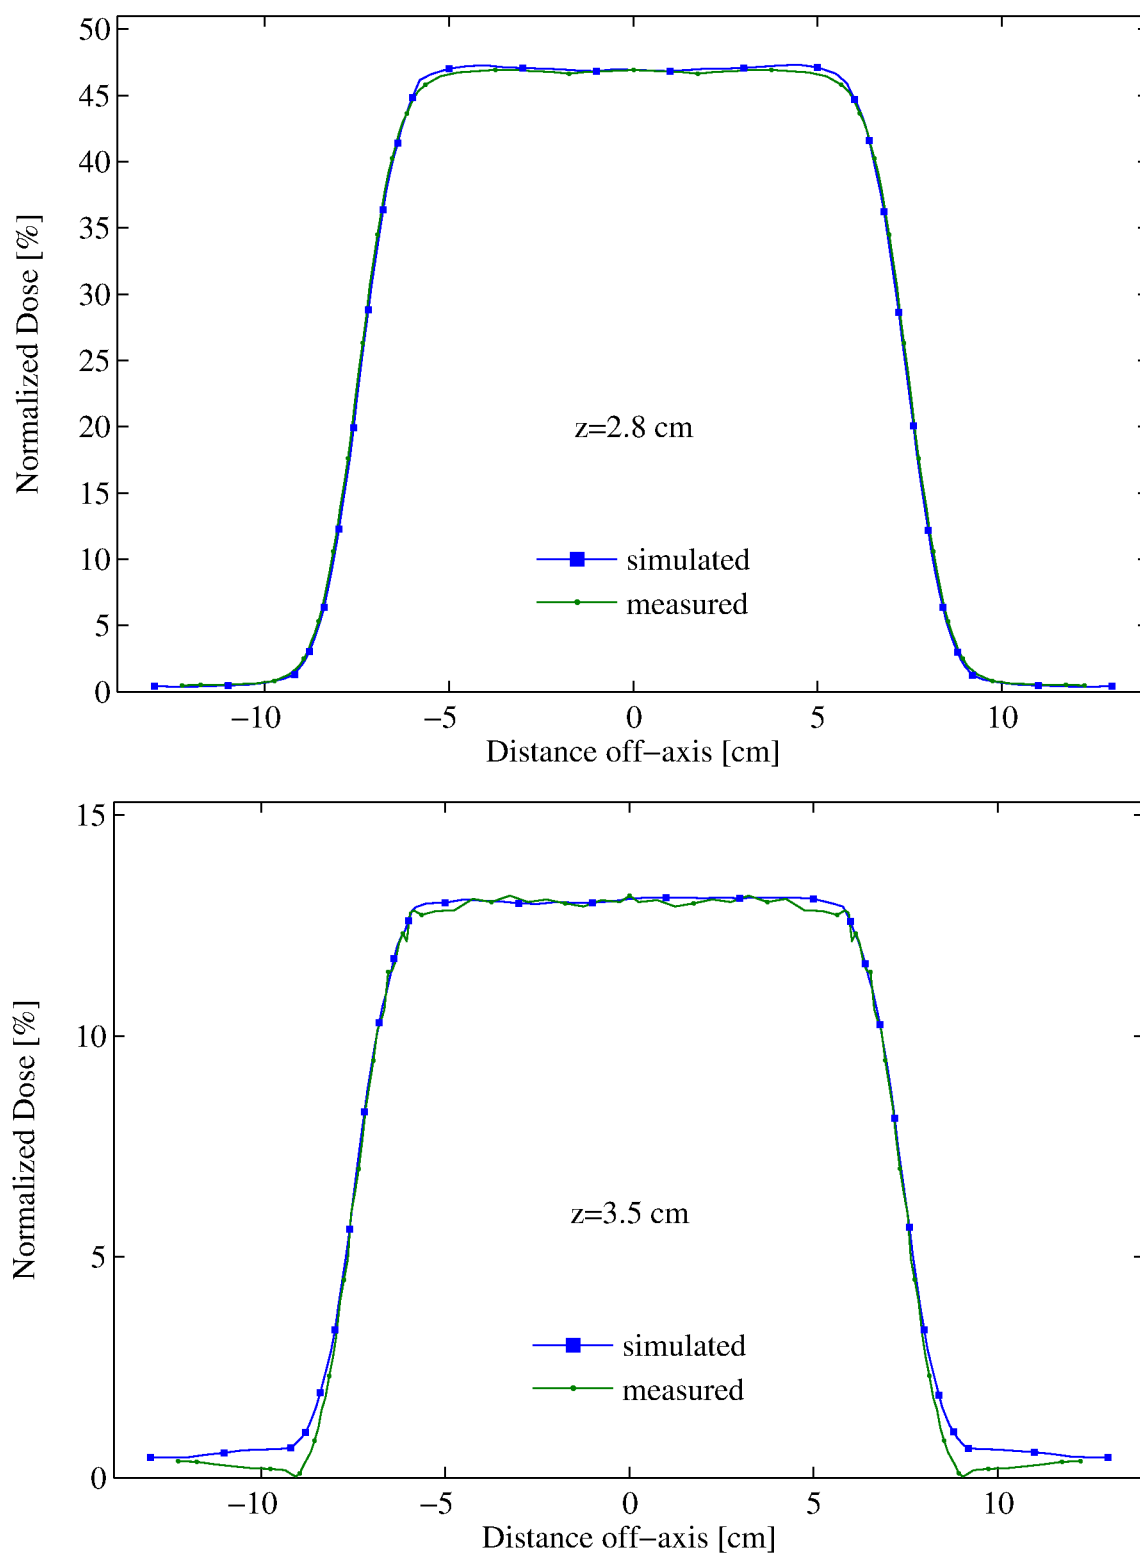 50
45
40
35
30
25
20
15
10
5
0
Normalized Dose [%]
z=2.8 cm
simulated
measured
−10
−5
0
5
10
Distance off−axis [cm]
15
10
5
0
Normalized Dose [%]
z=3.5 cm
simulated
measured
−10
−5
0
5
10
Distance off−axis [cm]